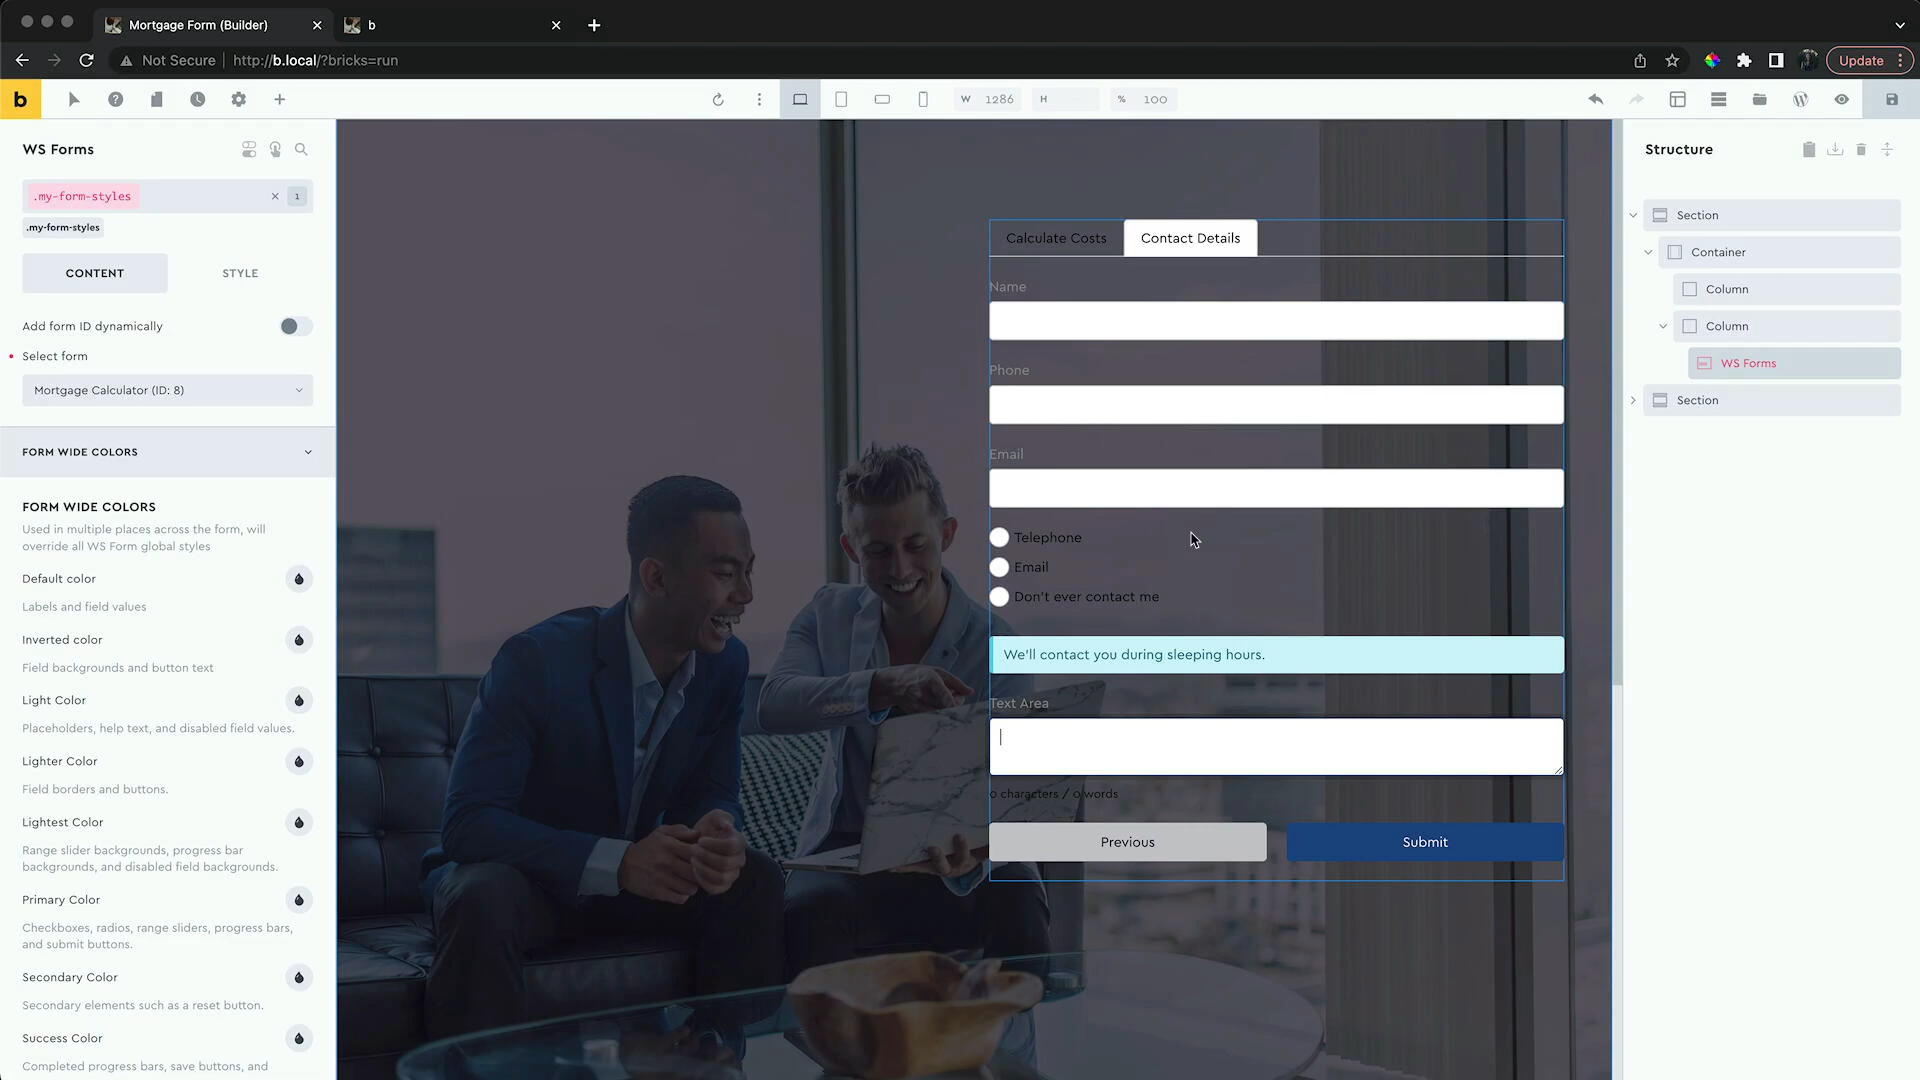 Mortgage Form (Builder)
b
Not Secure
http://b.local/?bricks=run
Update
b
W 1286
H
% 100
WS Forms
.my-form-styles
1
.my-form-styles
CONTENT
STYLE
Add form ID dynamically
Select form
Mortgage Calculator (ID: 8)
FORM WIDE COLORS
FORM WIDE COLORS
Used in multiple places across the form, will
override all WS Form global styles
Default color
Labels and field values
Inverted color
Field backgrounds and button text
Light Color
Placeholders, help text, and disabled field values.
Lighter Color
Field borders and buttons.
Lightest Color
Range slider backgrounds, progress bar
backgrounds, and disabled field backgrounds.
Primary Color
Checkboxes, radios, range sliders, progress bars,
and submit buttons.
Secondary Color
Secondary elements such as a reset button.
Success Color
Completed progress bars, save buttons, and
Calculate Costs
Contact Details
Name
Phone
Email
Telephone
Email
Don't ever contact me
We'll contact you during sleeping hours.
Text Area
0 characters / 0 words
Previous
Submit
Structure
Section
Container
Column
Column
WS Forms
Section